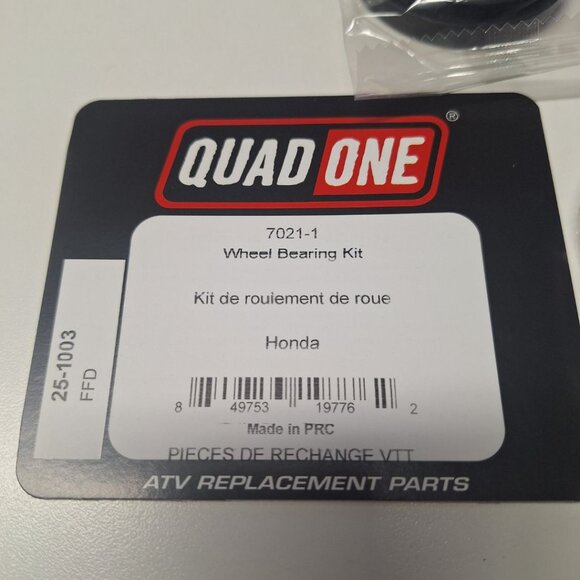 QUAD ONE®
7021-1
Wheel Bearing Kit
Kit de roulement de roue
Honda
8 49753 19776 2
Made in PRC
PIECES DE RECHANGE VTT
ATV REPLACEMENT PARTS
25-1003
FFD